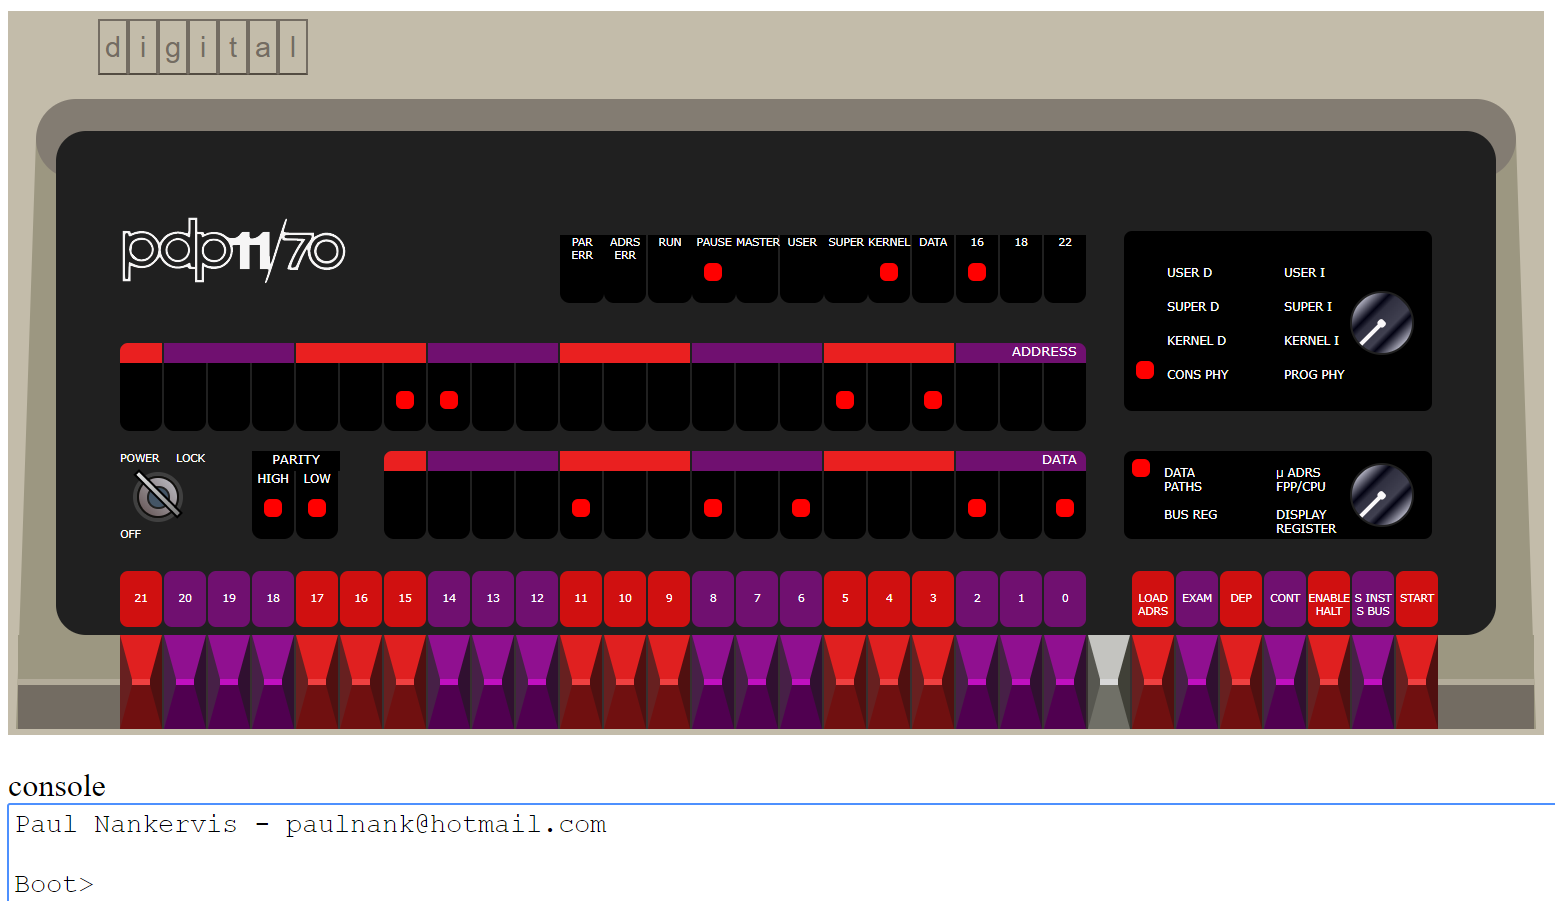 digital
pdp11/70
PAR ERR ADRS ERR RUN PAUSE MASTER USER SUPER KERNEL DATA 16 18 22
USER D USER I
SUPER D SUPER I
KERNEL D KERNEL I
CONS PHY PROG PHY
ADDRESS
POWER LOCK
OFF
PARITY
HIGH LOW
DATA
DATA PATHS µ ADRS FPP/CPU
BUS REG DISPLAY REGISTER
21 20 19 18 17 16 15 14 13 12 11 10 9 8 7 6 5 4 3 2 1 0
LOAD ADRS EXAM DEP CONT ENABLE HALT S INST S BUS START
console
Paul Nankervis - paulnank@hotmail.com
Boot>